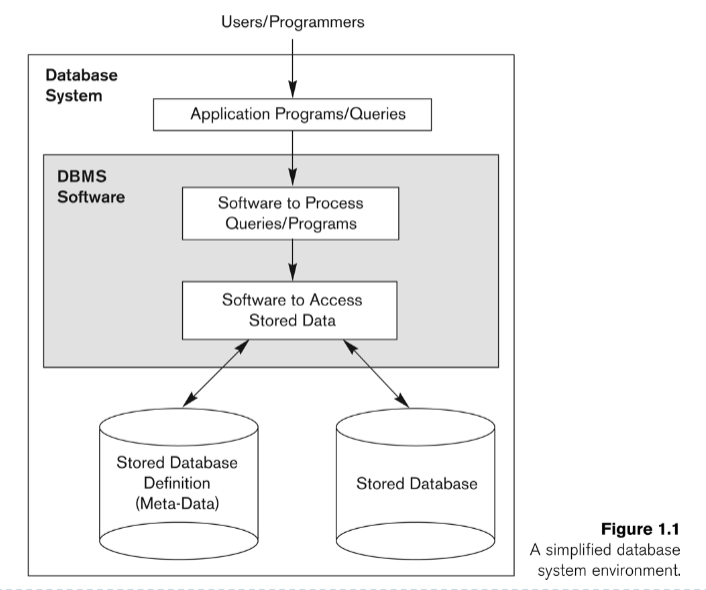 Users/Programmers
Database
System
Application Programs/Queries
DBMS
Software
Software to Process
Queries/Programs
Software to Access
Stored Data
Stored Database
Definition
(Meta-Data)
Stored Database
Figure 1.1
A simplified database
system environment.